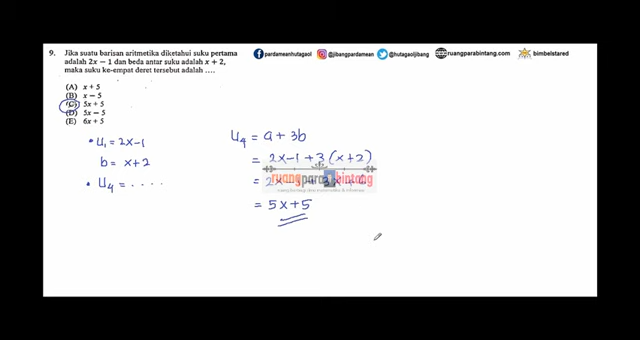 9. Jika suatu barisan aritmetika diketahui suku pertama
adalah 2x − 1 dan beda antar suku adalah x + 2,
maka suku ke-empat deret tersebut adalah ....
pardameanhutagaol @jibangpardamean @hutagaoljibang ruangparabintang.com bimbelstared
(A) x + 5
(B) x − 5
(C) 5x + 5
(D) 5x − 5
(E) 6x + 5
• U₁ = 2x-1
b = x+2
• U₄ = . . . .
U₄ = a + 3b
= 2x-1 + 3(x+2)
ruangparabintang
= 5x+5